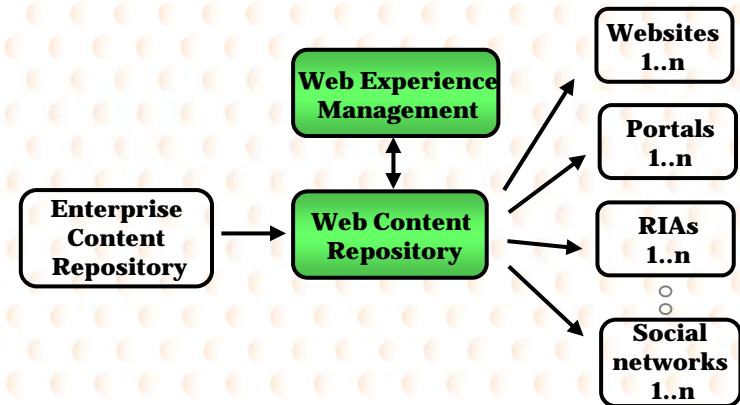 Websites
1..n
Web Experience
Management
Portals
1..n
Enterprise
Content
Repository
Web Content
Repository
RIAs
1..n
Social
networks
1..n